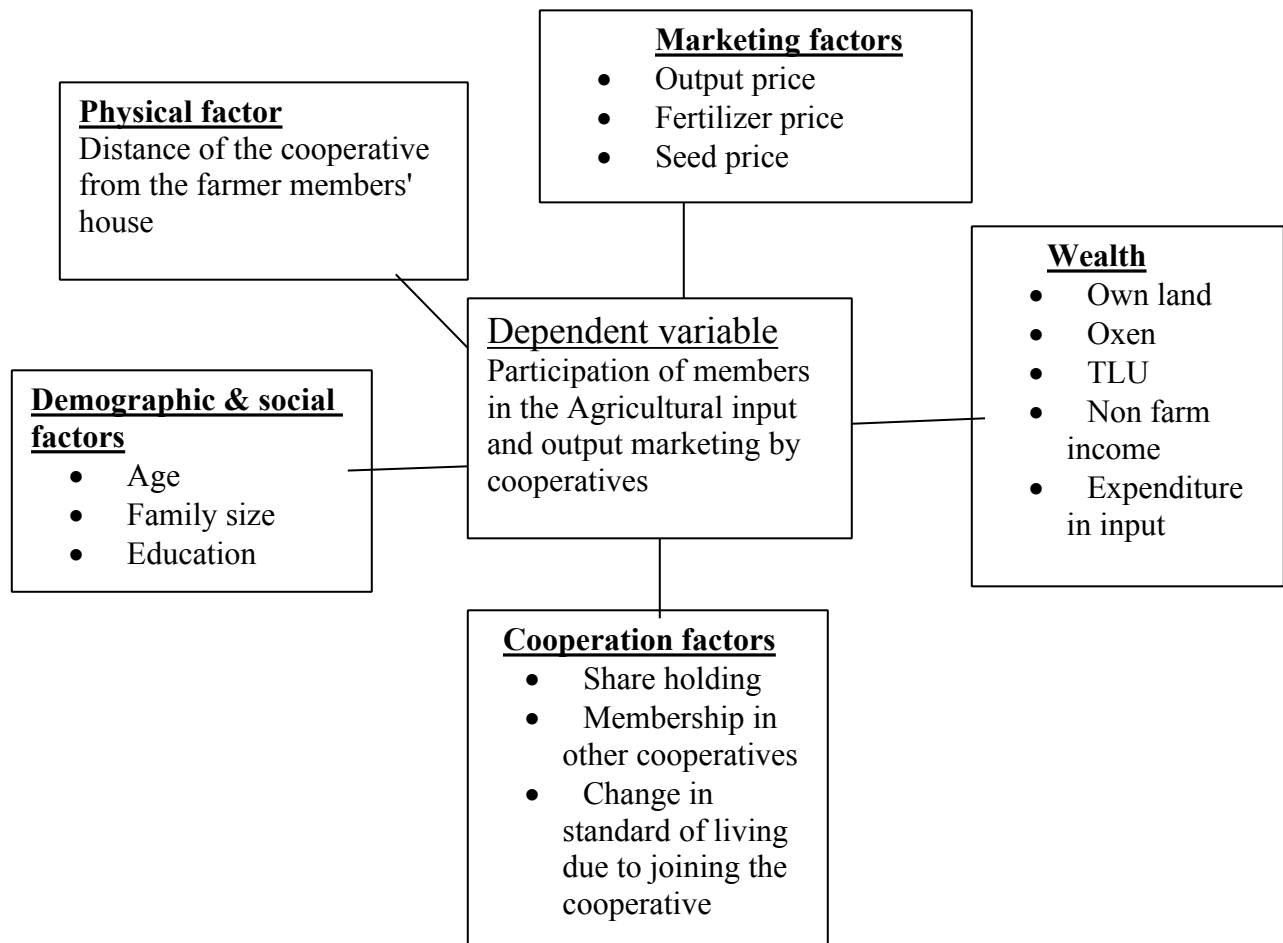 Marketing factors
• Output price
• Fertilizer price
• Seed price
Physical factor
Distance of the cooperative
from the farmer members'
house
Wealth
• Own land
• Oxen
• TLU
• Non farm
income
• Expenditure
in input
Dependent variable
Participation of members
in the Agricultural input
and output marketing by
cooperatives
Demographic & social
factors
• Age
• Family size
• Education
Cooperation factors
• Share holding
• Membership in
other cooperatives
• Change in
standard of living
due to joining the
cooperative